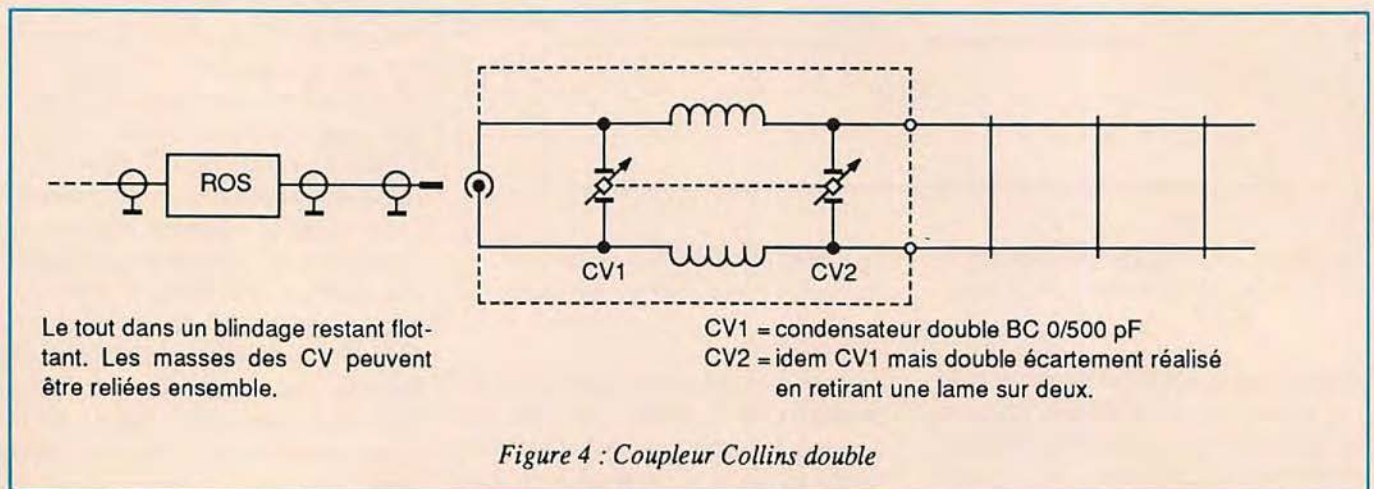 ROS
CV1
CV2
Le tout dans un blindage restant flot-
tant. Les masses des CV peuvent
être reliées ensemble.
CV1 = condensateur double BC 0/500 pF
CV2 = idem CV1 mais double écartement réalisé
en retirant une lame sur deux.
Figure 4 : Coupleur Collins double